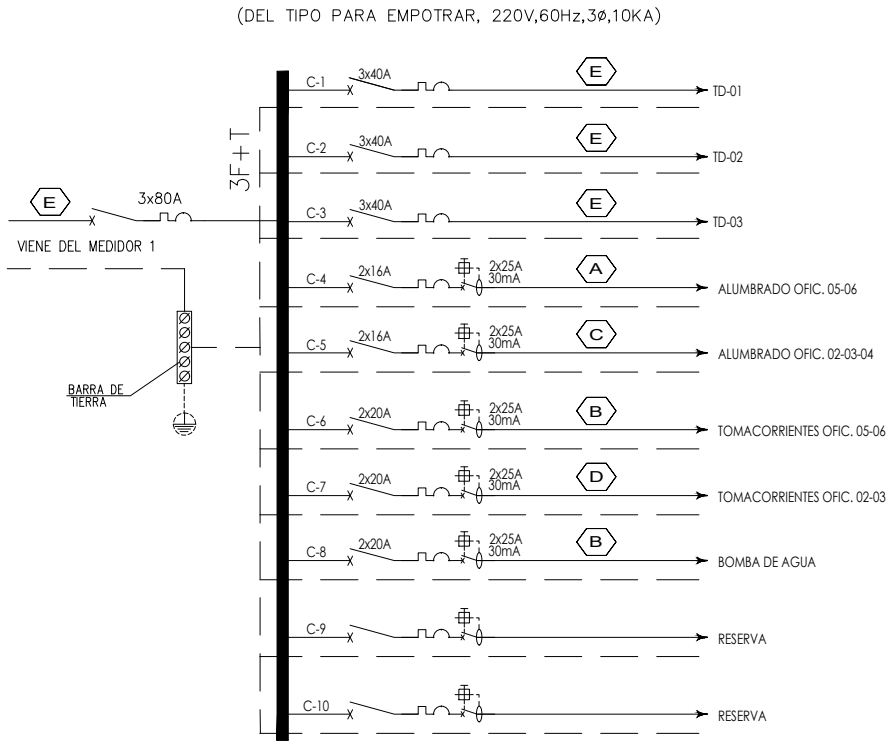 (DEL TIPO PARA EMPOTRAR, 220V,60Hz,3Ø,10KA)
3F+T
E
3x80A
VIENE DEL MEDIDOR 1
BARRA DE
TIERRA
C-1
3x40A
E
TD-01
C-2
3x40A
E
TD-02
C-3
3x40A
E
TD-03
C-4
2x16A
2x25A
30mA
A
ALUMBRADO OFIC. 05-06
C-5
2x16A
2x25A
30mA
C
ALUMBRADO OFIC. 02-03-04
C-6
2x20A
2x25A
30mA
B
TOMACORRIENTES OFIC. 05-06
C-7
2x20A
2x25A
30mA
D
TOMACORRIENTES OFIC. 02-03
C-8
2x20A
2x25A
30mA
B
BOMBA DE AGUA
C-9
RESERVA
C-10
RESERVA